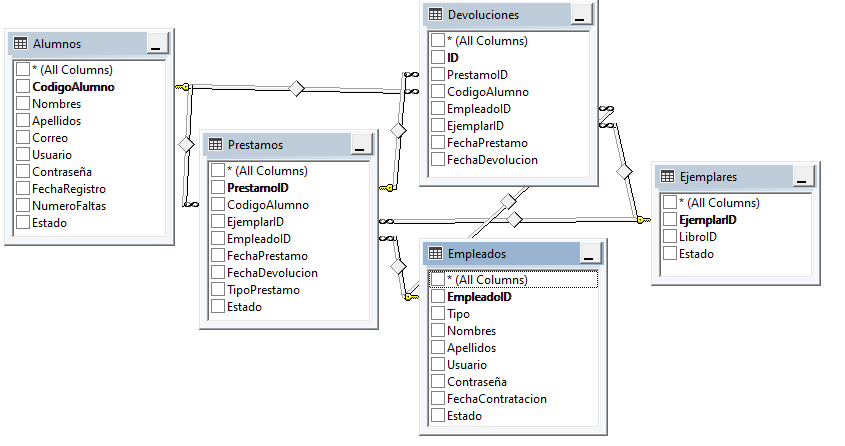 Alumnos
* (All Columns)
CodigoAlumno
Nombres
Apellidos
Correo
Usuario
Contraseña
FechaRegistro
NumeroFaltas
Estado
Prestamos
* (All Columns)
PrestamoID
CodigoAlumno
EjemplarID
EmpleadoID
FechaPrestamo
FechaDevolucion
TipoPrestamo
Estado
Devoluciones
* (All Columns)
ID
PrestamoID
CodigoAlumno
EmpleadoID
EjemplarID
FechaPrestamo
FechaDevolucion
Empleados
* (All Columns)
EmpleadoID
Tipo
Nombres
Apellidos
Usuario
Contraseña
FechaContratacion
Estado
Ejemplares
* (All Columns)
EjemplarID
LibroID
Estado